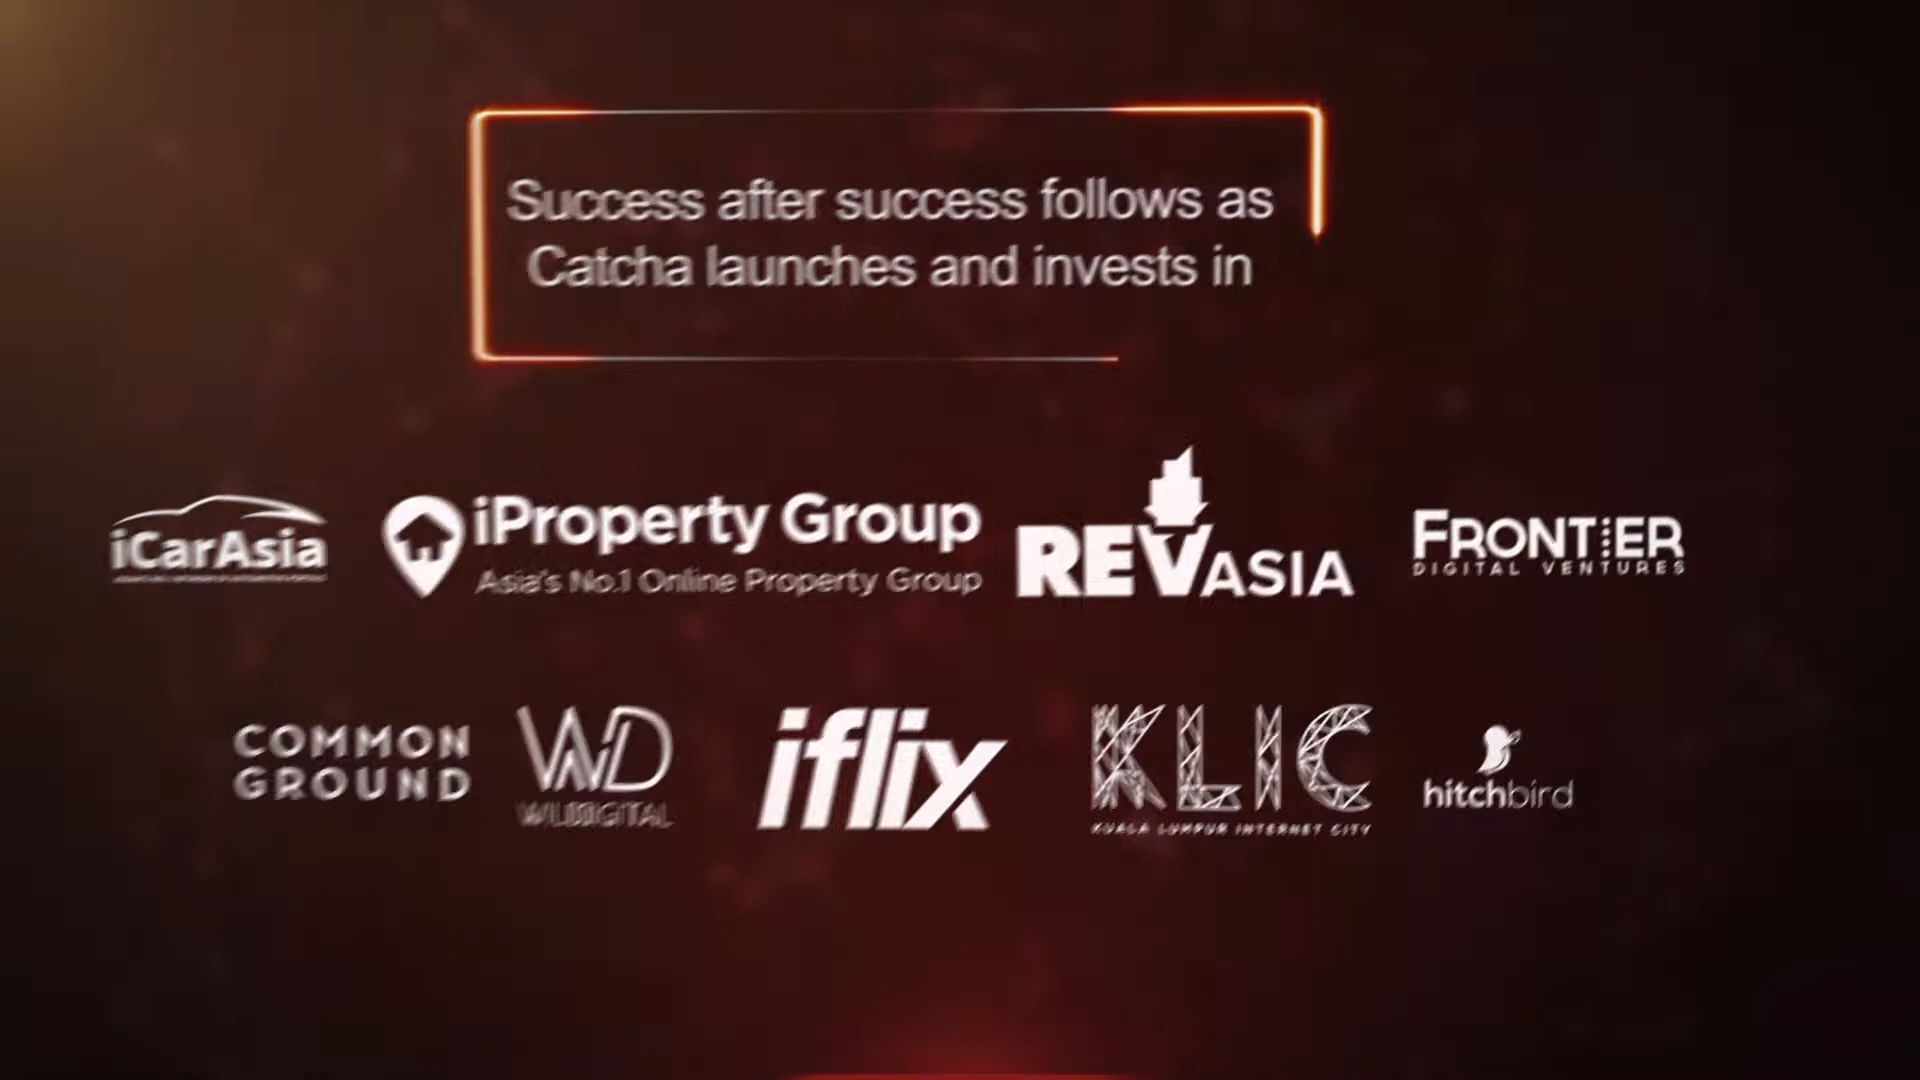 Success after success follows as
Catcha launches and invests in
iCarAsia
iProperty Group
Asia's No.1 Online Property Group
REVASIA
FRONTIER
DIGITAL VENTURES
COMMON
GROUND
WD
WILDDIGITAL
iflix
KLIC
KUALA LUMPUR INTERNET CITY
hitchbird